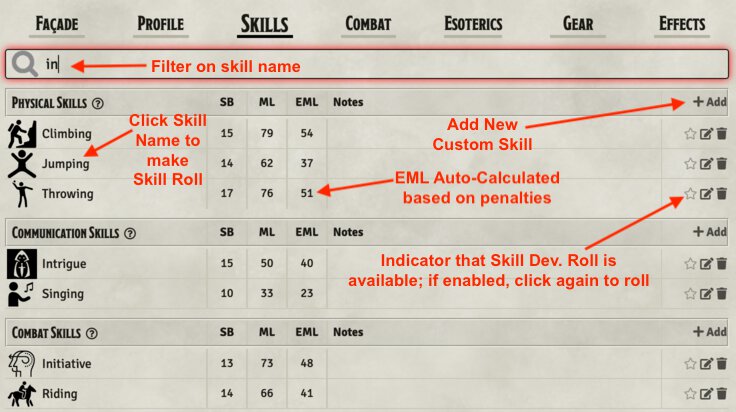 Façade Profile Skills Combat Esoterics Gear Effects
in
Filter on skill name
Physical Skills ? SB ML EML Notes + Add
Climbing 15 79 54
Jumping 14 62 37
Throwing 17 76 51
Click Skill
Name to
make
Skill Roll
Add New
Custom Skill
EML Auto-Calculated
based on penalties
Communication Skills ? SB ML EML Notes + Add
Intrigue 15 50 40
Singing 10 33 23
Indicator that Skill Dev. Roll is
available; if enabled, click again to roll
Combat Skills ? SB ML EML Notes + Add
Initiative 13 73 48
Riding 14 66 41